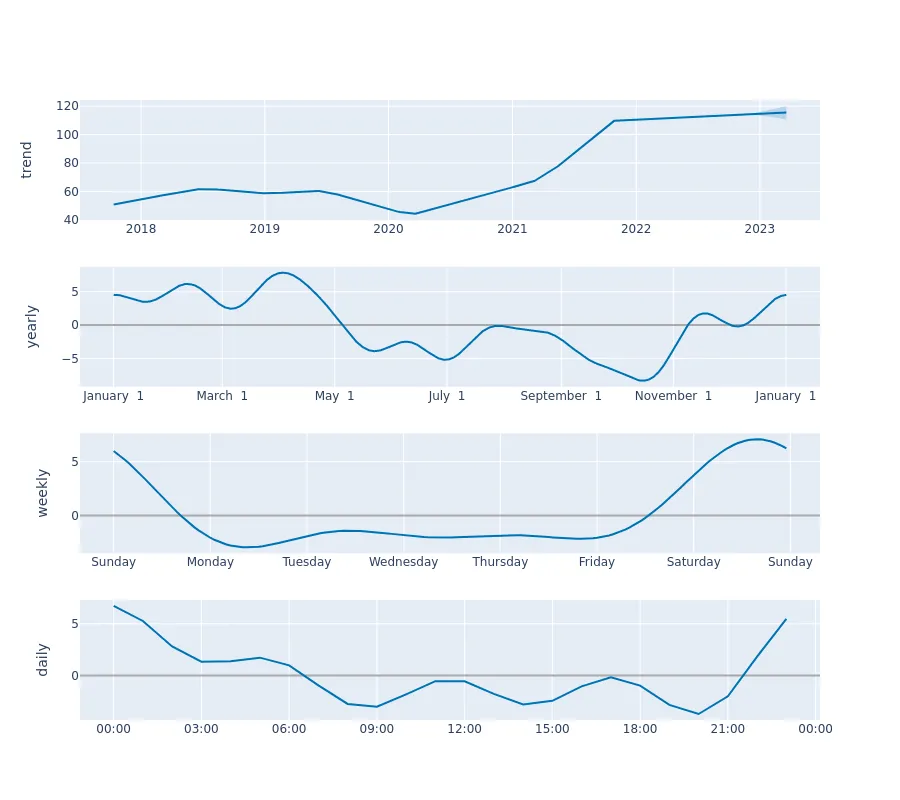 trend
120
100
80
60
40
2018 2019 2020 2021 2022 2023
yearly
5
0
−5
January 1 March 1 May 1 July 1 September 1 November 1 January 1
weekly
5
0
Sunday Monday Tuesday Wednesday Thursday Friday Saturday Sunday
daily
5
0
00:00 03:00 06:00 09:00 12:00 15:00 18:00 21:00 00:00